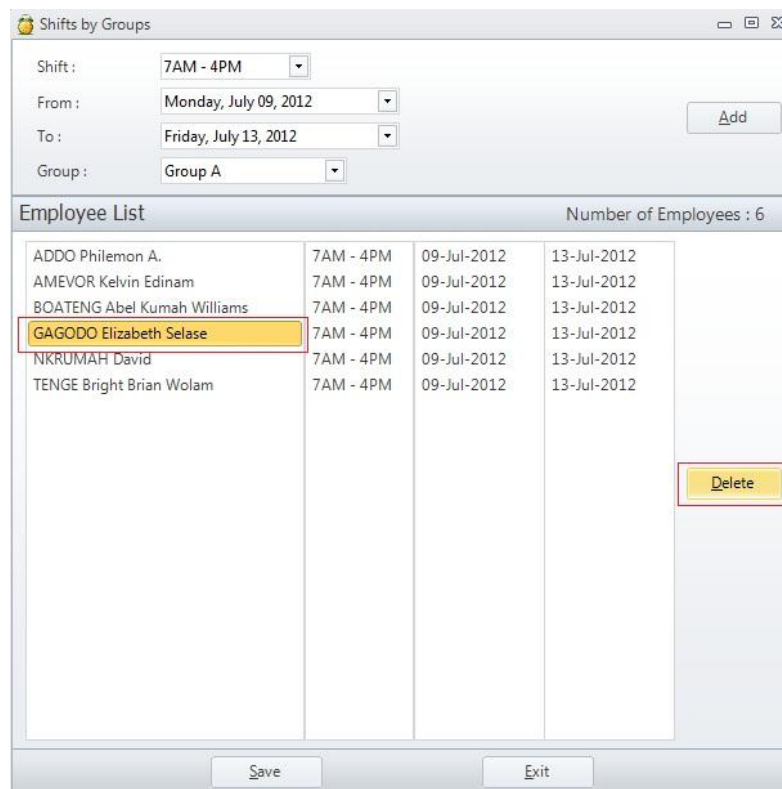 Shifts by Groups
Shift : 7AM - 4PM
From : Monday, July 09, 2012
Add
To : Friday, July 13, 2012
Group : Group A
Employee List Number of Employees : 6
ADDO Philemon A. 7AM - 4PM 09-Jul-2012 13-Jul-2012
AMEVOR Kelvin Edinam 7AM - 4PM 09-Jul-2012 13-Jul-2012
BOATENG Abel Kumah Williams 7AM - 4PM 09-Jul-2012 13-Jul-2012
GAGODO Elizabeth Selase 7AM - 4PM 09-Jul-2012 13-Jul-2012
NKRUMAH David 7AM - 4PM 09-Jul-2012 13-Jul-2012
TENGE Bright Brian Wolam 7AM - 4PM 09-Jul-2012 13-Jul-2012
Delete
Save Exit